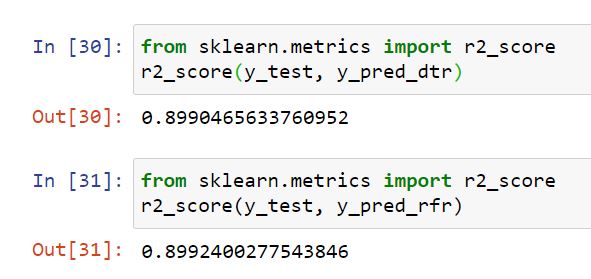 In [30]: from sklearn.metrics import r2_score
r2_score(y_test, y_pred_dtr)
Out[30]: 0.8990465633760952
In [31]: from sklearn.metrics import r2_score
r2_score(y_test, y_pred_rfr)
Out[31]: 0.8992400277543846